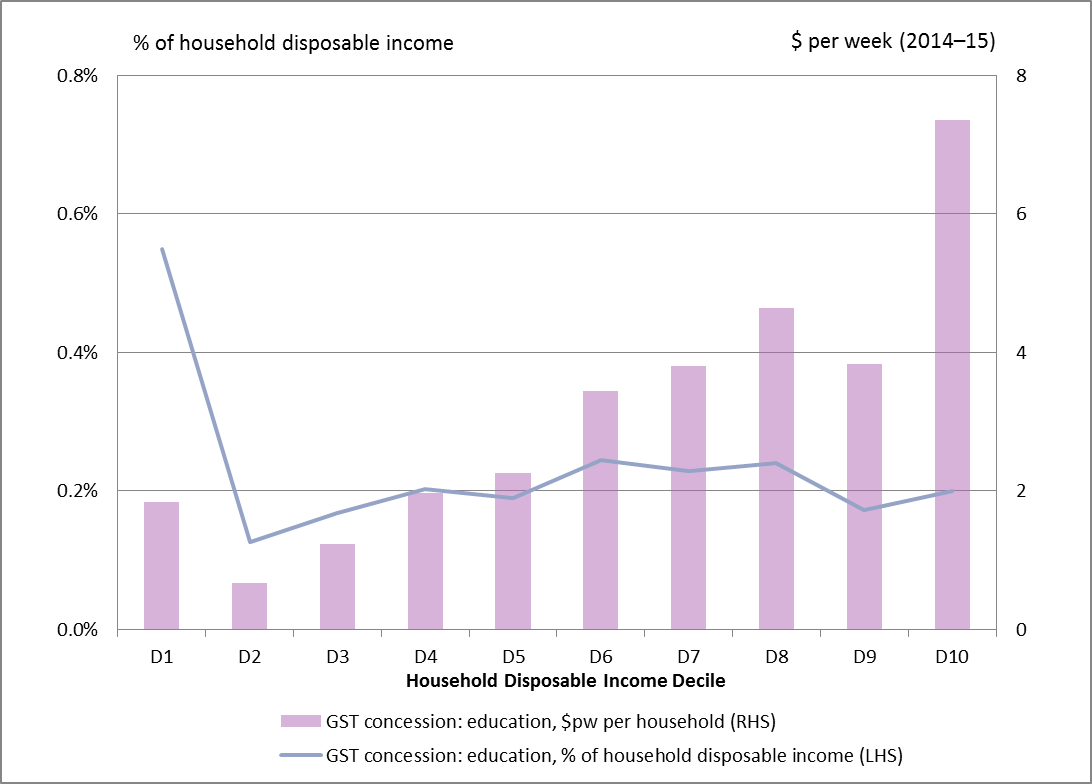 % of household disposable income
$ per week (2014–15)
0.8%
0.6%
0.4%
0.2%
0.0%
8
6
4
2
0
D1 D2 D3 D4 D5 D6 D7 D8 D9 D10
Household Disposable Income Decile
GST concession: education, $pw per household (RHS)
GST concession: education, % of household disposable income (LHS)